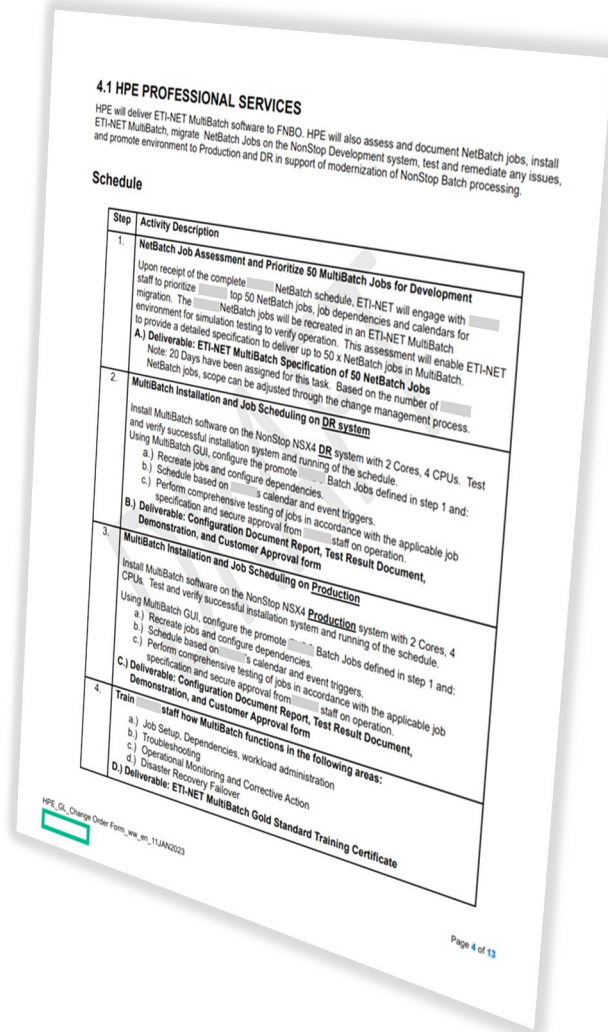 4.1 HPE PROFESSIONAL SERVICES
HPE will deliver ETI-NET MultiBatch software to FNBO. HPE will also assess and document NetBatch jobs, install
ETI-NET MultiBatch, migrate NetBatch Jobs on the NonStop Development system, test and remediate any issues,
and promote environment to Production and DR in support of modernization of NonStop Batch processing.
Schedule
Step Activity Description
1. NetBatch Job Assessment and Prioritize 50 MultiBatch Jobs for Development
Upon receipt of the complete NetBatch schedule, ETI-NET will engage with
staff to prioritize top 50 NetBatch jobs, job dependencies and calendars for
migration. The NetBatch jobs will be recreated in an ETI-NET MultiBatch
environment for simulation testing to verify operation. This assessment will enable ETI-NET
to provide a detailed specification to deliver up to 50 x NetBatch jobs in MultiBatch.
A.) Deliverable: ETI-NET MultiBatch Specification of 50 NetBatch Jobs
Note: 20 Days have been assigned for this task. Based on the number of
NetBatch jobs, scope can be adjusted through the change management process.
2. MultiBatch Installation and Job Scheduling on DR system
Install MultiBatch software on the NonStop NSX4 DR system with 2 Cores, 4 CPUs. Test
and verify successful installation system and running of the schedule.
Using MultiBatch GUI, configure the promote Batch Jobs defined in step 1 and:
a.) Recreate jobs and configure dependencies.
b.) Schedule based on s calendar and event triggers.
c.) Perform comprehensive testing of jobs in accordance with the applicable job
specification and secure approval from staff on operation.
B.) Deliverable: Configuration Document Report, Test Result Document,
Demonstration, and Customer Approval form
3. MultiBatch Installation and Job Scheduling on Production
Install MultiBatch software on the NonStop NSX4 Production system with 2 Cores, 4
CPUs. Test and verify successful installation system and running of the schedule.
Using MultiBatch GUI, configure the promote Batch Jobs defined in step 1 and:
a.) Recreate jobs and configure dependencies.
b.) Schedule based on 's calendar and event triggers.
c.) Perform comprehensive testing of jobs in accordance with the applicable job
specification and secure approval from staff on operation.
C.) Deliverable: Configuration Document Report, Test Result Document,
Demonstration, and Customer Approval form
4. Train staff how MultiBatch functions in the following areas:
a.) Job Setup, Dependencies, workload administration
b.) Troubleshooting
c.) Operational Monitoring and Corrective Action
d.) Disaster Recovery Failover
D.) Deliverable: ETI-NET MultiBatch Gold Standard Training Certificate
HPE_GL_Change Order Form_ww_en_11JAN2023
Page 4 of 13